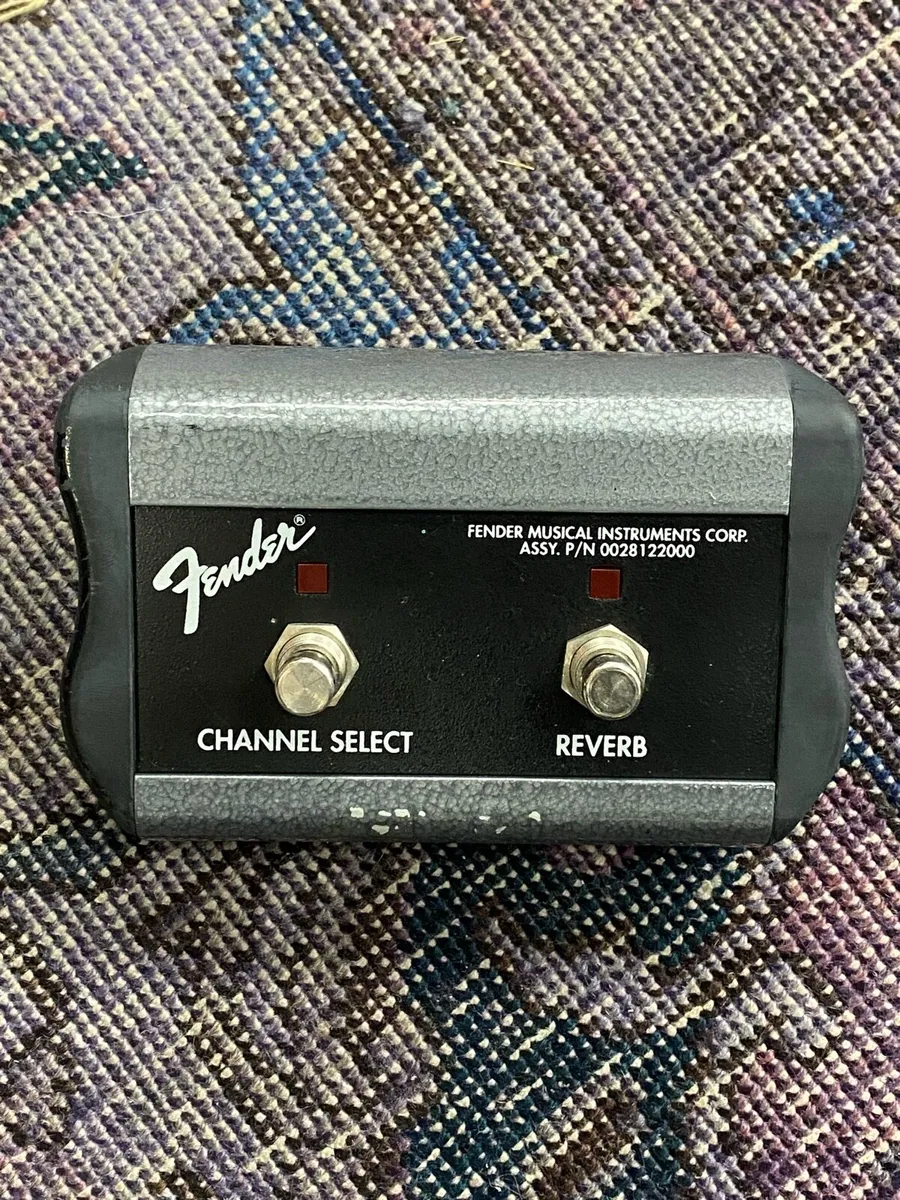 Fender®
FENDER MUSICAL INSTRUMENTS CORP.
ASSY. P/N 0028122000
CHANNEL SELECT
REVERB